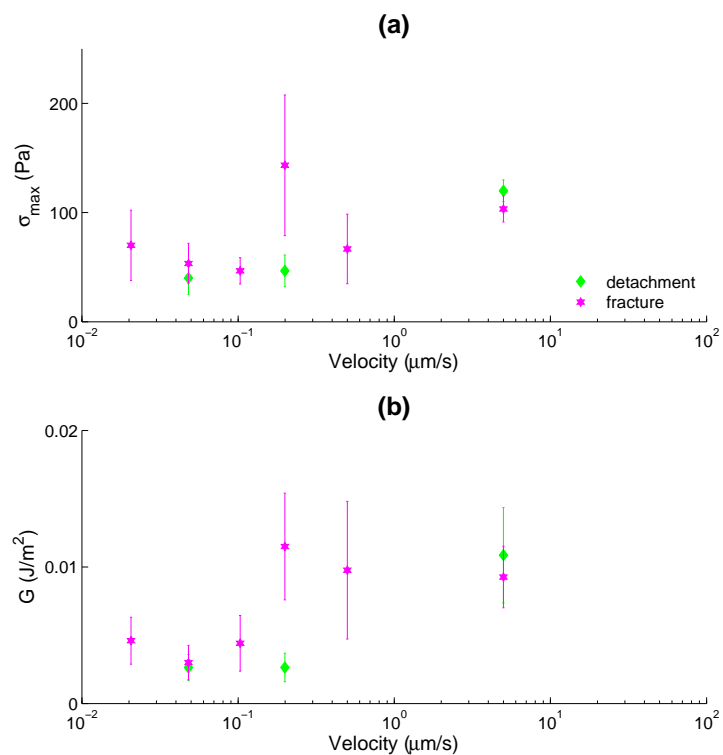 (a)
200
100
0
σmax (Pa)
detachment
fracture
10⁻² 10⁻¹ 10⁰ 10¹ 10²
Velocity (μm/s)
(b)
0.02
0.01
0
G (J/m²)
10⁻² 10⁻¹ 10⁰ 10¹ 10²
Velocity (μm/s)